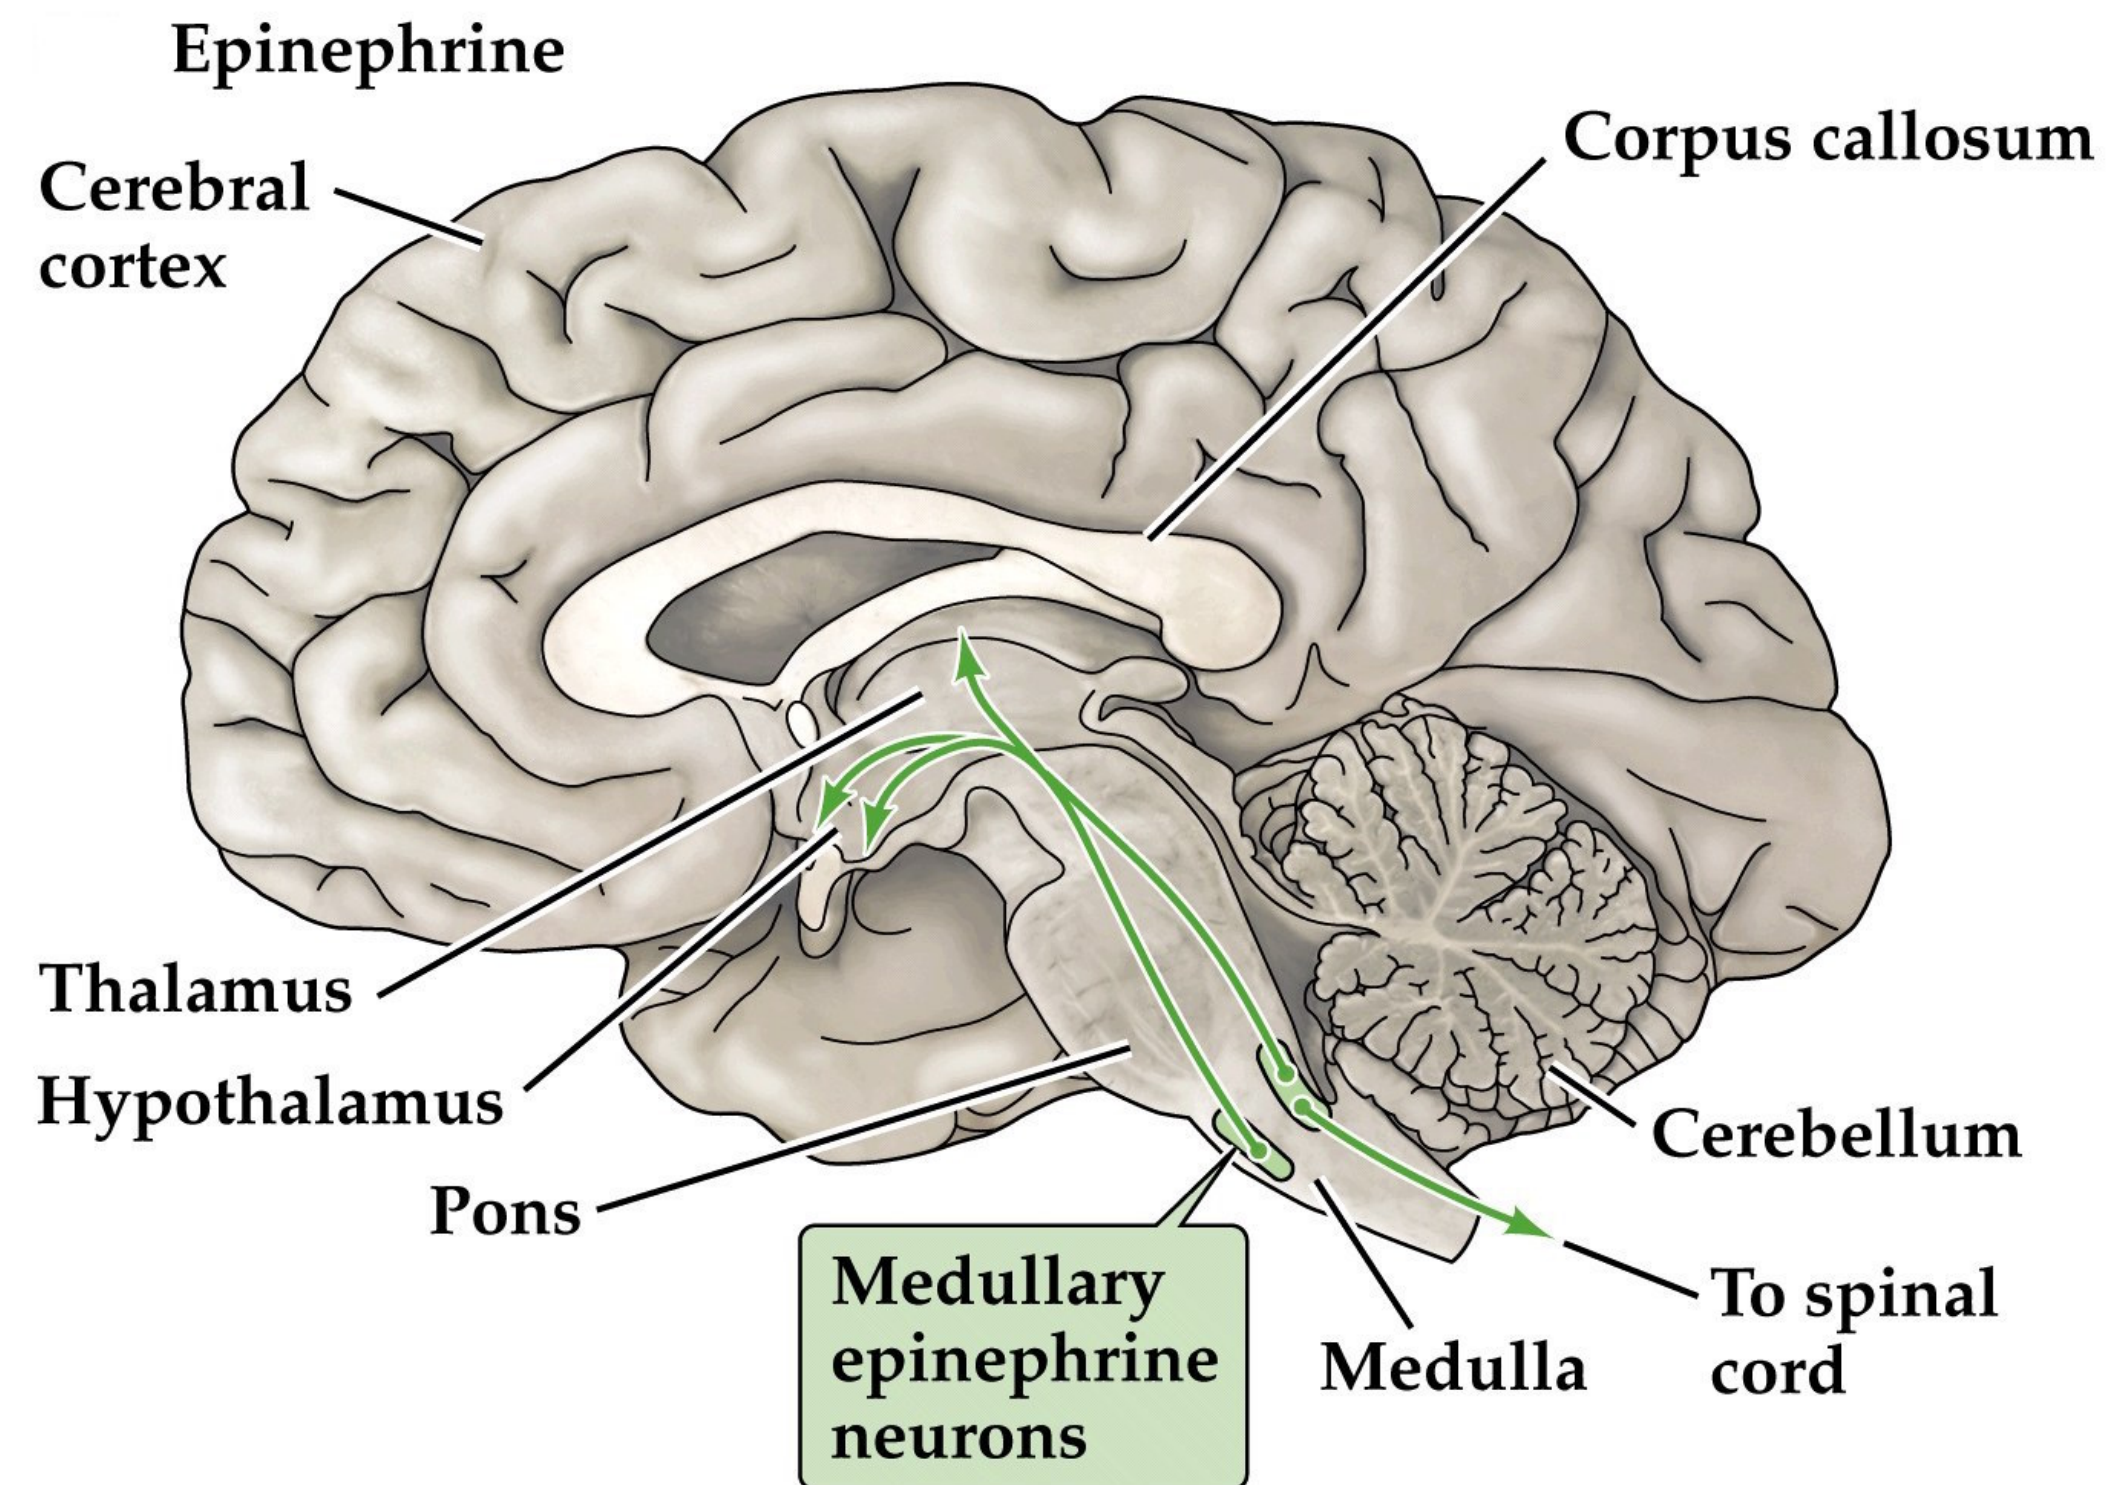 Epinephrine
Cerebral
cortex
Corpus callosum
Thalamus
Hypothalamus
Pons
Medullary
epinephrine
neurons
Medulla
Cerebellum
To spinal
cord